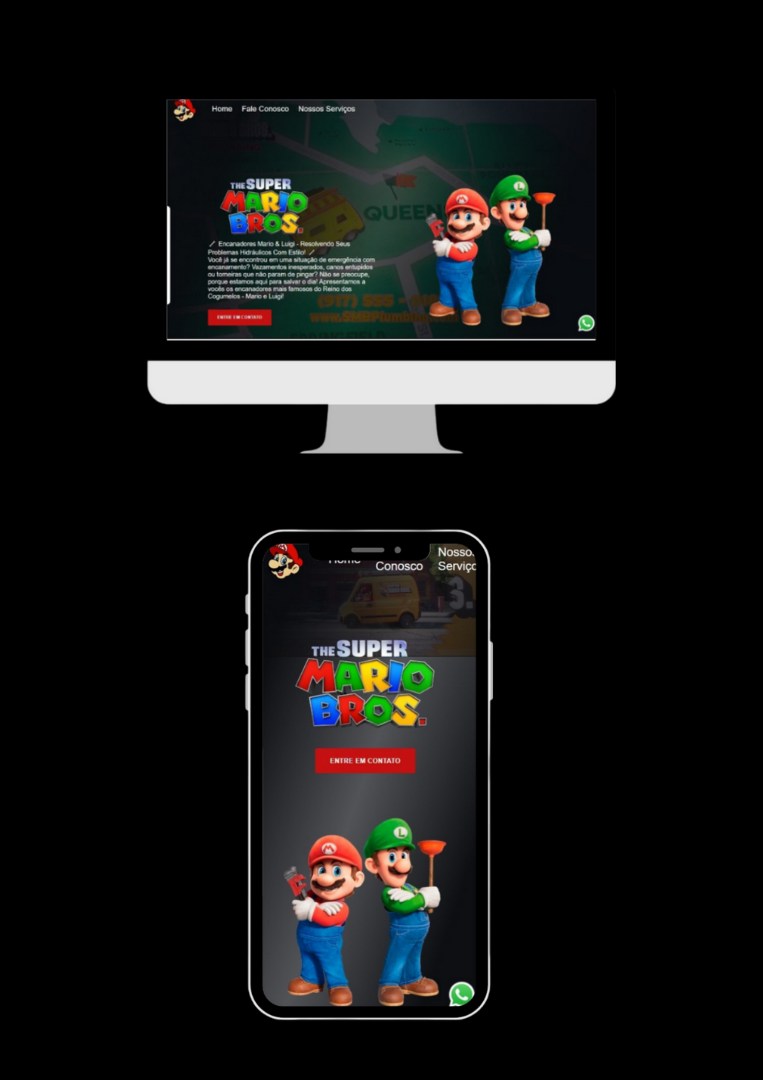 Home Fale Conosco Nossos Serviços
THE SUPER
MARIO
BROS.
QUEEN
Encanadores Mario & Luigi - Resolvendo Seus
Problemas Hidráulicos Com Estilo!
Você já se encontrou em uma situação de emergência com
encanamento? Vazamentos inesperados, canos entupidos
ou torneiras que não param de pingar? Não se preocupe,
porque estamos aqui para salvar o dia! Apresentamos a
vocês os encanadores mais famosos do Reino dos
Cogumelos - Mario e Luigi!
(917) 555 -
www.SMBPlumb
ENTRE EM CONTATO
Nosso
Home Conosco Serviç
3.
THE SUPER
MARIO
BROS.
ENTRE EM CONTATO
M
L